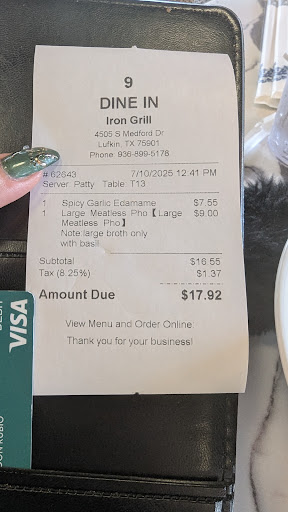 9
DINE IN
Iron Grill
4505 S Medford Dr
Lufkin, TX 75901
Phone: 936-899-5178
# 62643 7/10/2025 12:41 PM
Server: Patty Table: T13
1 Spicy Garlic Edamame $7.55
1 Large Meatless Pho【Large $9.00
Meatless Pho】
Note:large broth only
with basil
Subtotal $16.55
Tax (8.25%) $1.37
Amount Due $17.92
View Menu and Order Online:
Thank you for your business!
DEBIT
VISA
RUBIO